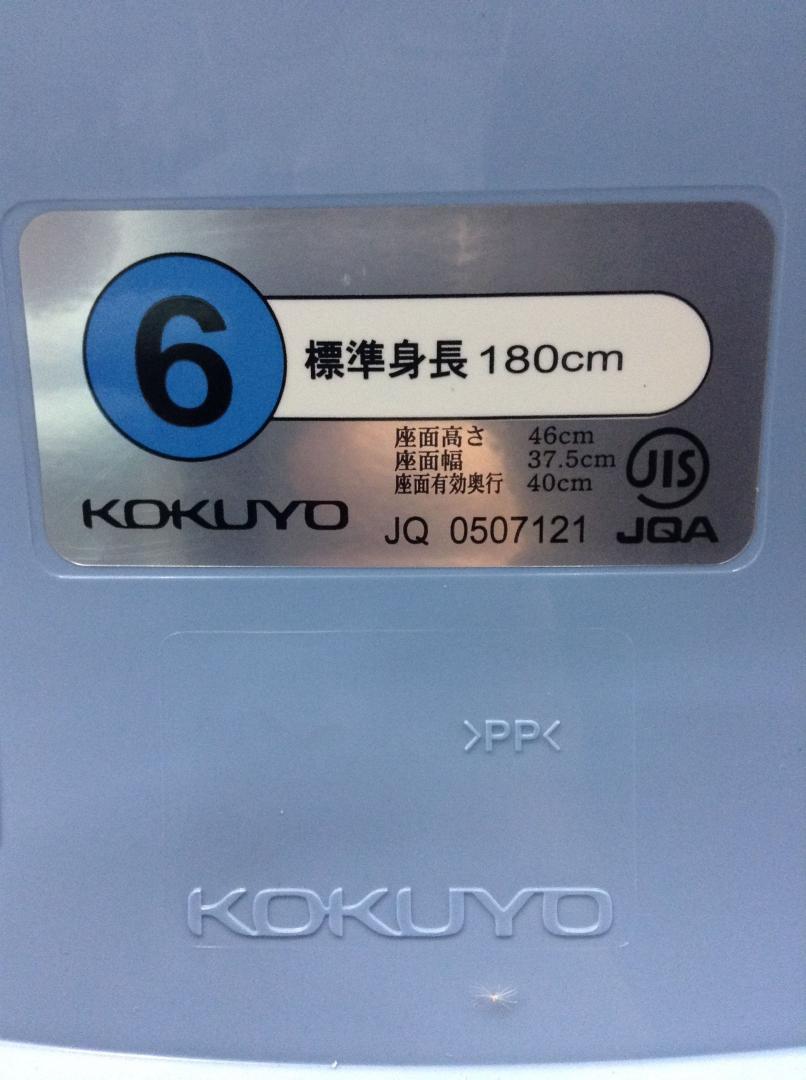 6 標準身長 180cm
座面高さ 46cm
座面幅 37.5cm
座面有効奥行 40cm
JIS
KOKUYO JQ 0507121 JQA
>PP<
KOKUYO